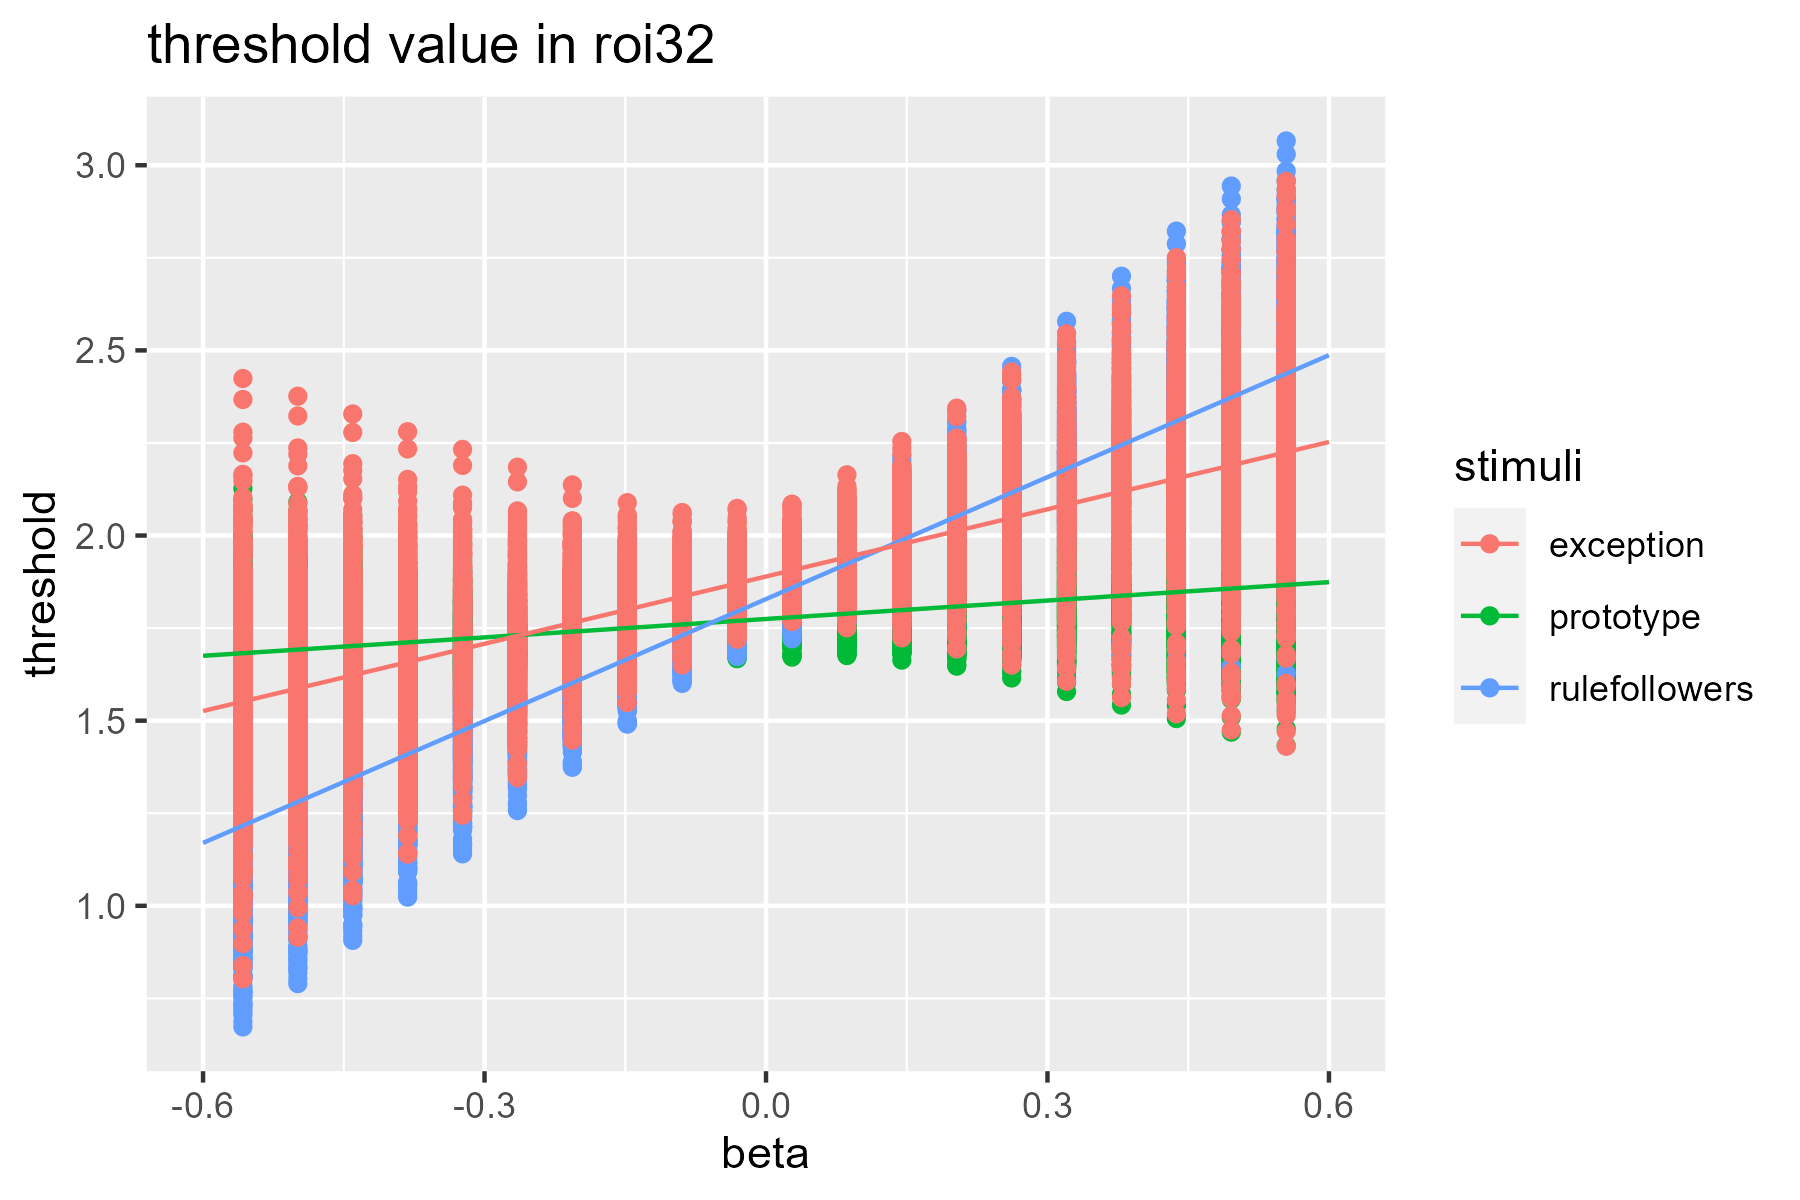 threshold value in roi32
threshold
3.0
2.5
2.0
1.5
1.0
-0.6
-0.3
0.0
0.3
0.6
beta
stimuli
exception
prototype
rulefollowers